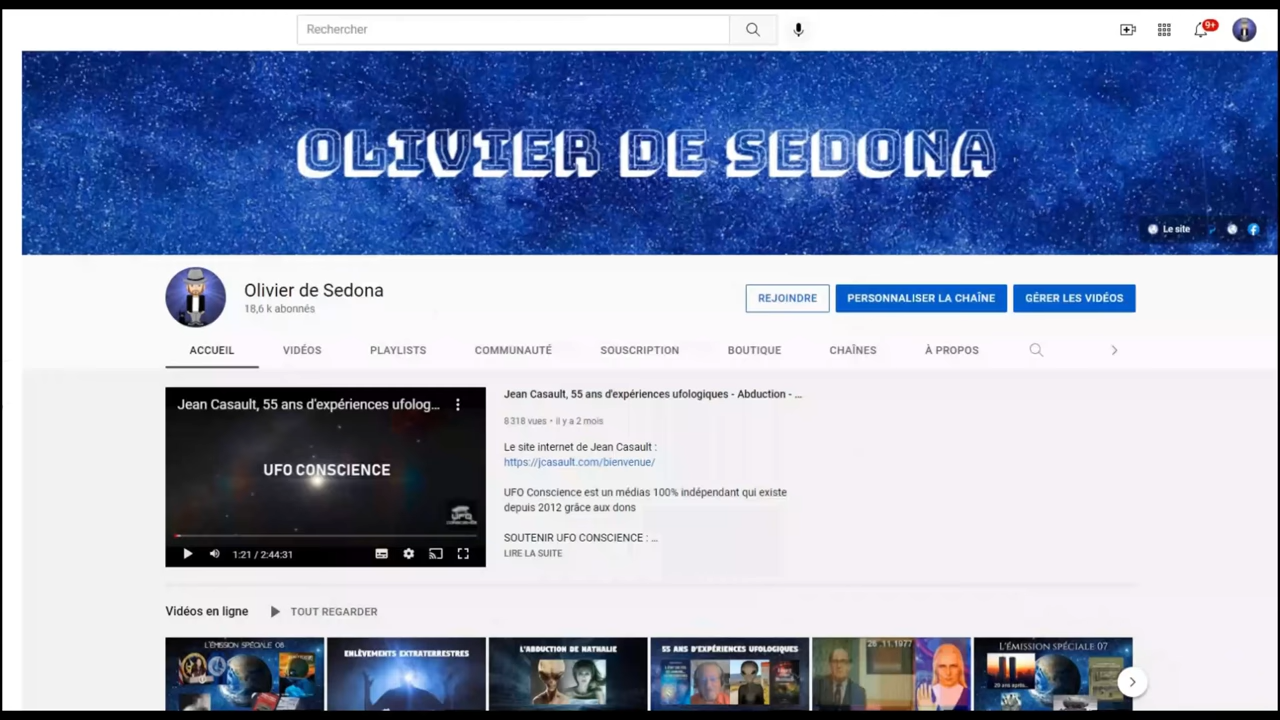 Rechercher
9+
OLIVIER DE SEDONA
Le site
Olivier de Sedona
18,6 k abonnés
REJOINDRE
PERSONNALISER LA CHAÎNE
GÉRER LES VIDÉOS
ACCUEIL
VIDÉOS
PLAYLISTS
COMMUNAUTÉ
SOUSCRIPTION
BOUTIQUE
CHAÎNES
À PROPOS
Jean Casault, 55 ans d'expériences ufolog...
UFO CONSCIENCE
1:21 / 2:44:31
Jean Casault, 55 ans d'expériences ufologiques - Abduction - ...
8 318 vues • il y a 2 mois
Le site internet de Jean Casault :
https://jcasault.com/bienvenue/
UFO Conscience est un médias 100% indépendant qui existe
depuis 2012 grâce aux dons
SOUTENIR UFO CONSCIENCE : ...
LIRE LA SUITE
Vidéos en ligne
TOUT REGARDER
L'ÉMISSION SPÉCIALE 08
ENLÈVEMENTS EXTRATERRESTRES
L'ABDUCTION DE NATHALIE
55 ANS D'EXPÉRIENCES UFOLOGIQUES
26.11.1977
L'ÉMISSION SPÉCIALE 07
20 ans après...